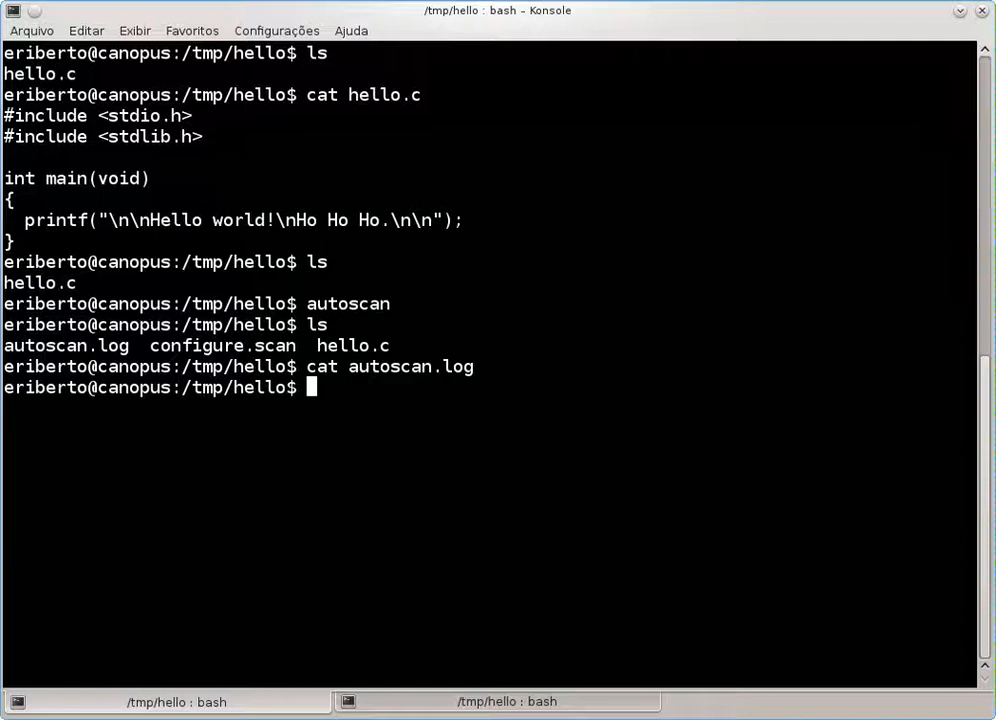 /tmp/hello : bash - Konsole
Arquivo Editar Exibir Favoritos Configurações Ajuda
eriberto@canopus:/tmp/hello$ ls
hello.c
eriberto@canopus:/tmp/hello$ cat hello.c
#include <stdio.h>
#include <stdlib.h>
int main(void)
{
  printf("\n\nHello world!\nHo Ho Ho.\n\n");
}
eriberto@canopus:/tmp/hello$ ls
hello.c
eriberto@canopus:/tmp/hello$ autoscan
eriberto@canopus:/tmp/hello$ ls
autoscan.log  configure.scan  hello.c
eriberto@canopus:/tmp/hello$ cat autoscan.log
eriberto@canopus:/tmp/hello$
/tmp/hello : bash /tmp/hello : bash